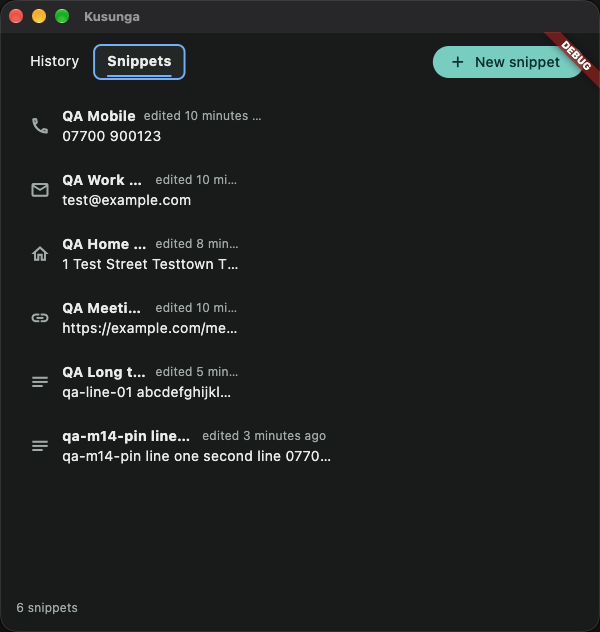 Kusunga
DEBUG
History
Snippets
+ New snippet
QA Mobile edited 10 minutes ...
07700 900123
QA Work ... edited 10 mi...
test@example.com
QA Home ... edited 8 min...
1 Test Street Testtown T...
QA Meeti... edited 10 mi...
https://example.com/me...
QA Long t... edited 5 min...
qa-line-01 abcdefghijkl...
qa-m14-pin line... edited 3 minutes ago
qa-m14-pin line one second line 0770...
6 snippets